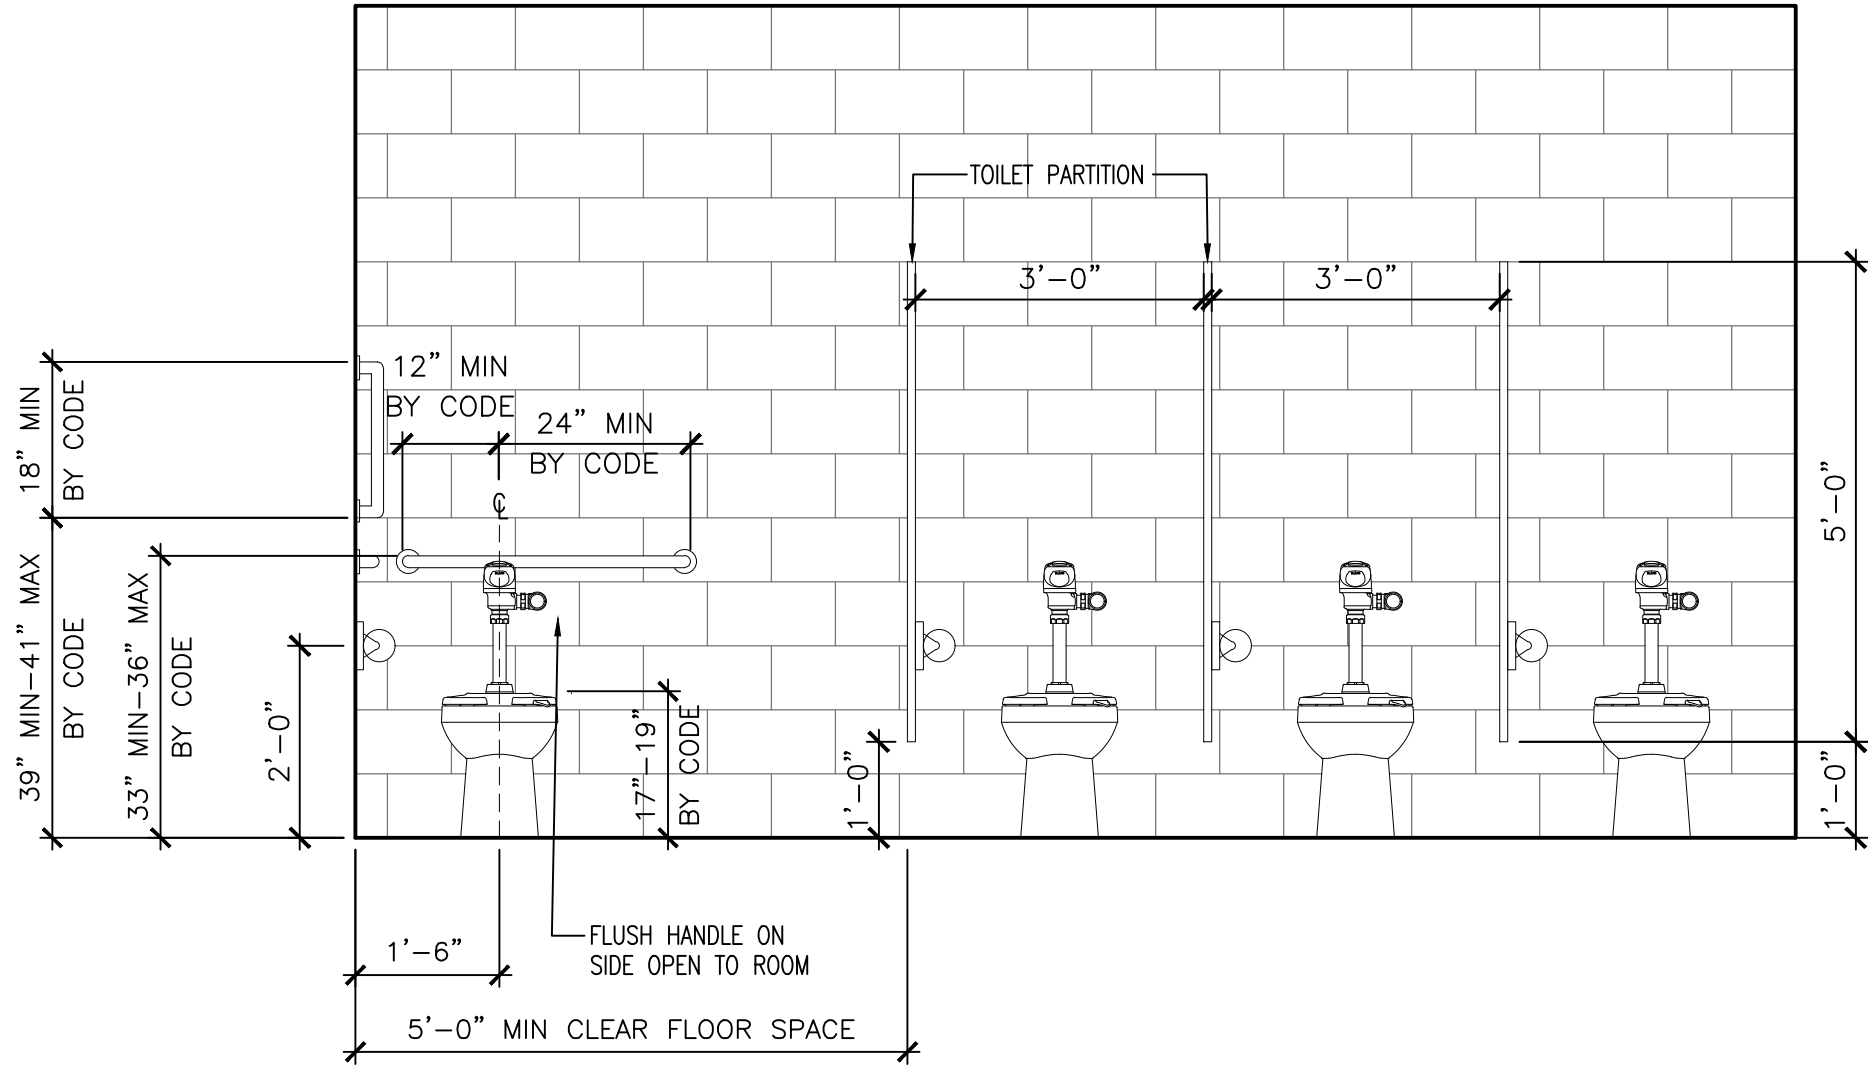 TOILET PARTITION
3'-0"
3'-0"
12" MIN
BY CODE
24" MIN
BY CODE
℄
18" MIN
BY CODE
39" MIN-41" MAX
BY CODE
33" MIN-36" MAX
BY CODE
2'-0"
17"-19"
BY CODE
1'-0"
5'-0"
1'-0"
1'-6"
FLUSH HANDLE ON
SIDE OPEN TO ROOM
5'-0" MIN CLEAR FLOOR SPACE